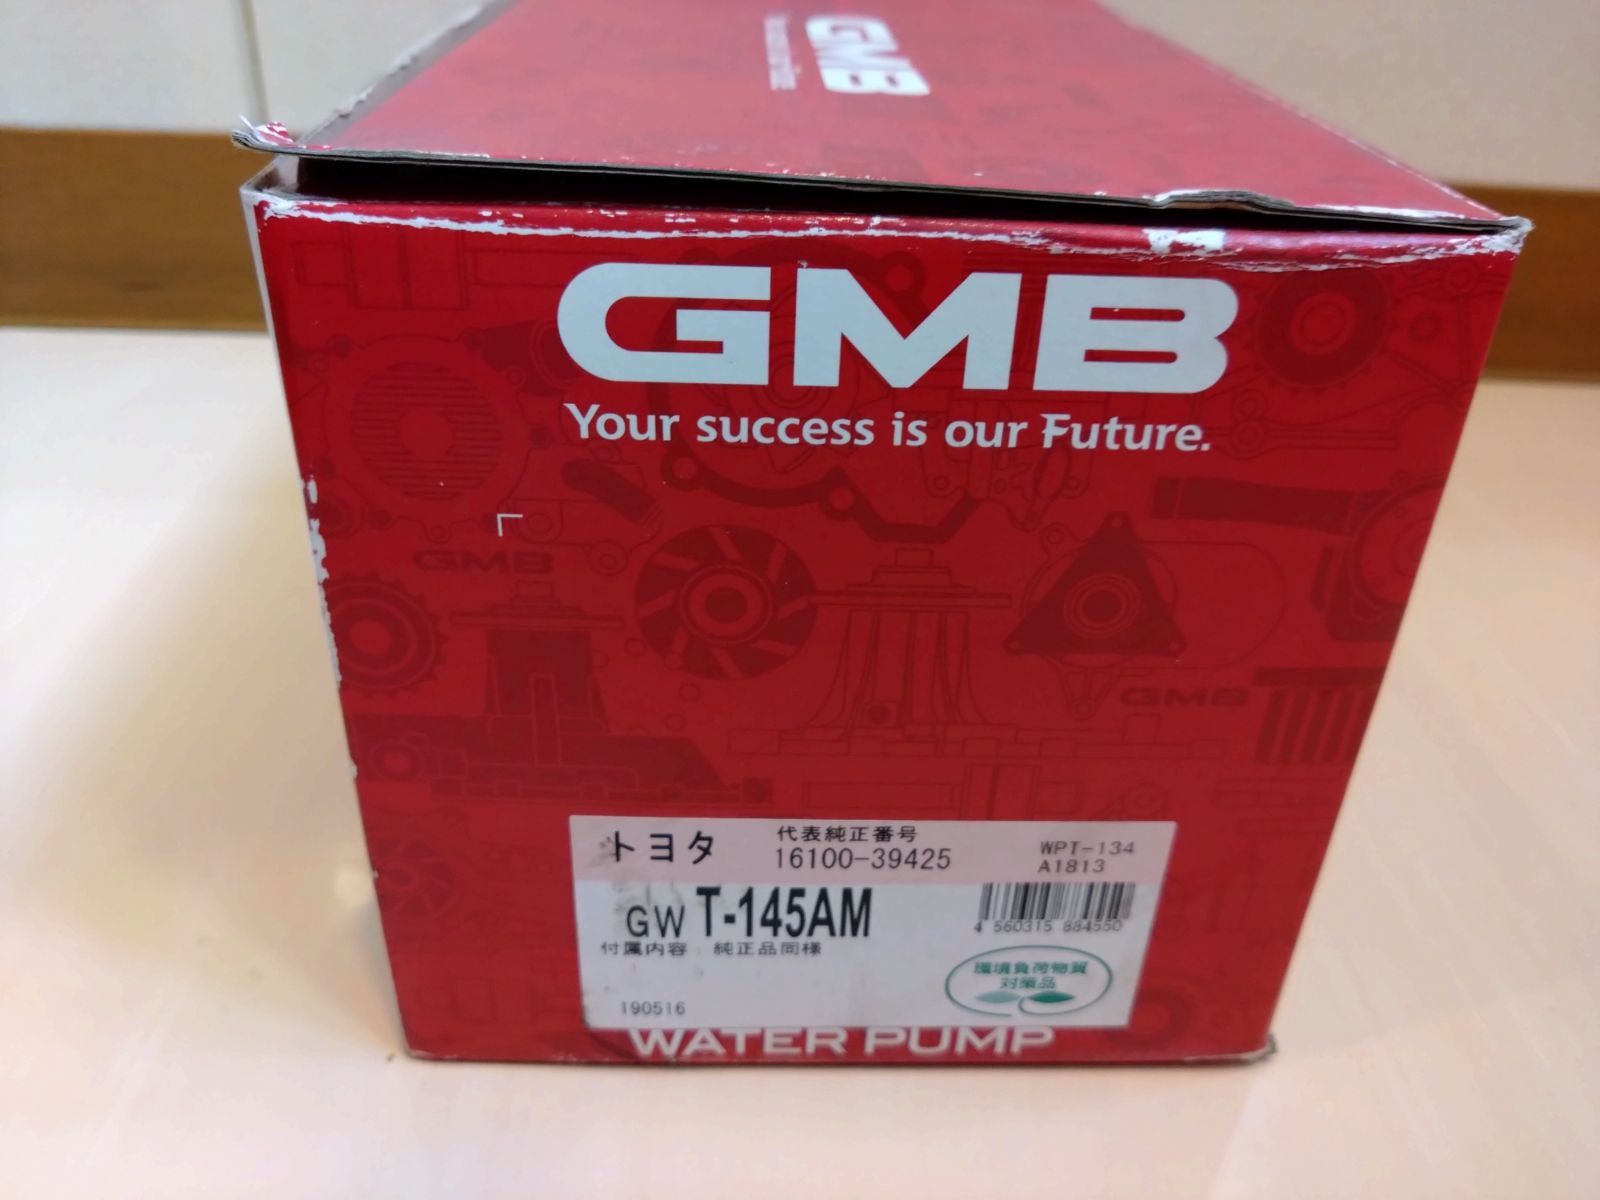 GMB
GMB
Your success is our Future.
GMB
GMB
トヨタ
代表純正番号
16100-39425
WPT-134
A1813
GWT-145AM
4 560315 884550
付属内容：純正品同様
環境負荷物質
対策品
190516
WATER PUMP